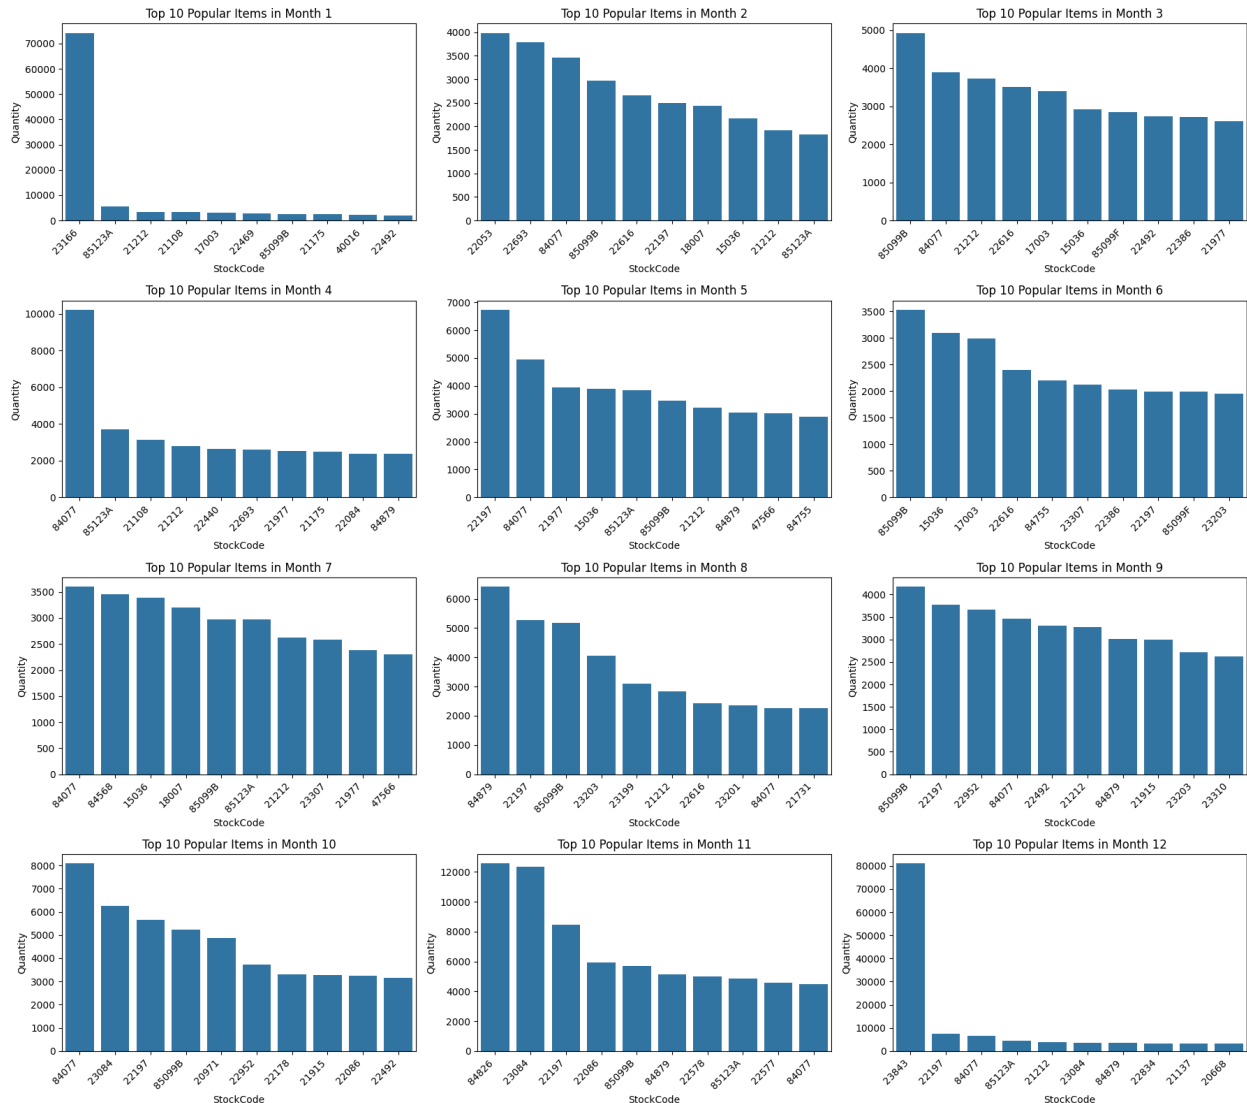 Top 10 Popular Items in Month 1
Quantity
70000
60000
50000
40000
30000
20000
10000
0
23166 85123A 21212 21108 17003 22469 85099B 21175 40016 22492
StockCode
Top 10 Popular Items in Month 2
Quantity
4000
3500
3000
2500
2000
1500
1000
500
0
22053 22693 84077 85099B 22616 22197 18007 15036 21212 85123A
StockCode
Top 10 Popular Items in Month 3
Quantity
5000
4000
3000
2000
1000
0
85099B 84077 21212 22616 17003 15036 85099F 22492 22386 21977
StockCode
Top 10 Popular Items in Month 4
Quantity
10000
8000
6000
4000
2000
0
84077 85123A 21108 21212 22440 22693 21977 21175 22084 84879
StockCode
Top 10 Popular Items in Month 5
Quantity
7000
6000
5000
4000
3000
2000
1000
0
22197 84077 21977 15036 85123A 85099B 21212 84879 47566 84755
StockCode
Top 10 Popular Items in Month 6
Quantity
3500
3000
2500
2000
1500
1000
500
0
85099B 15036 17003 22616 84755 23307 22386 22197 85099F 23203
StockCode
Top 10 Popular Items in Month 7
Quantity
3500
3000
2500
2000
1500
1000
500
0
84077 84568 15036 18007 85099B 85123A 21212 23307 21977 47566
StockCode
Top 10 Popular Items in Month 8
Quantity
6000
5000
4000
3000
2000
1000
0
84879 22197 85099B 23203 23199 21212 22616 23201 84077 21731
StockCode
Top 10 Popular Items in Month 9
Quantity
4000
3500
3000
2500
2000
1500
1000
500
0
85099B 22197 22952 84077 22492 21212 84879 21915 23203 23310
StockCode
Top 10 Popular Items in Month 10
Quantity
8000
7000
6000
5000
4000
3000
2000
1000
0
84077 23084 22197 85099B 20971 22952 22178 21915 22086 22492
StockCode
Top 10 Popular Items in Month 11
Quantity
12000
10000
8000
6000
4000
2000
0
84826 23084 22197 22086 85099B 84879 22578 85123A 22577 84077
StockCode
Top 10 Popular Items in Month 12
Quantity
80000
70000
60000
50000
40000
30000
20000
10000
0
23843 22197 84077 85123A 21212 23084 84879 22834 21137 20668
StockCode